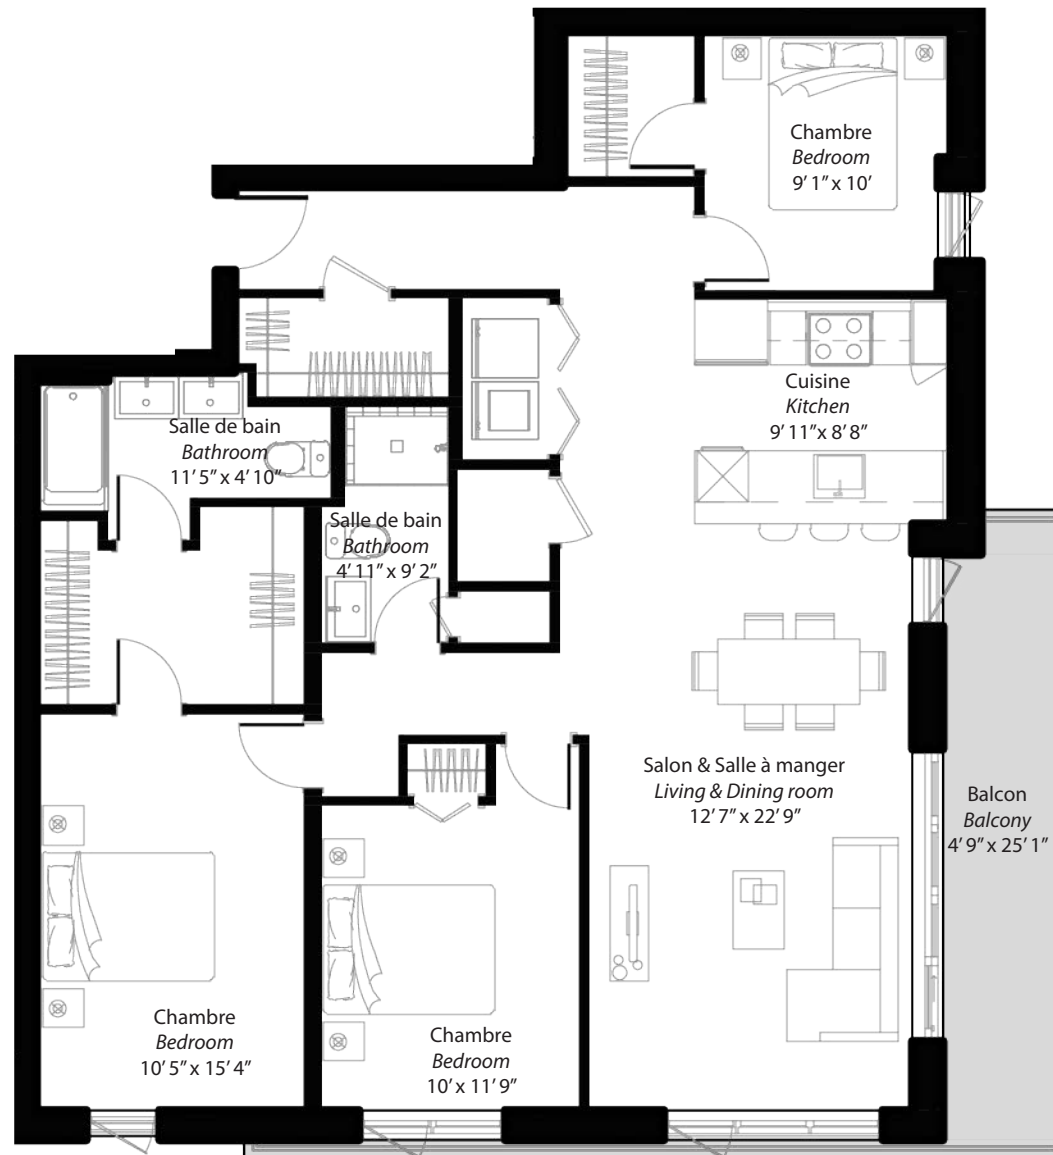 Chambre
Bedroom
9' 1" x 10'
Cuisine
Kitchen
9' 11" x 8' 8"
Salle de bain
Bathroom
11' 5" x 4' 10"
Salle de bain
Bathroom
4' 11" x 9' 2"
Salon & Salle à manger
Living & Dining room
12' 7" x 22' 9"
Balcon
Balcony
4' 9" x 25' 1"
Chambre
Bedroom
10' 5" x 15' 4"
Chambre
Bedroom
10' x 11' 9"